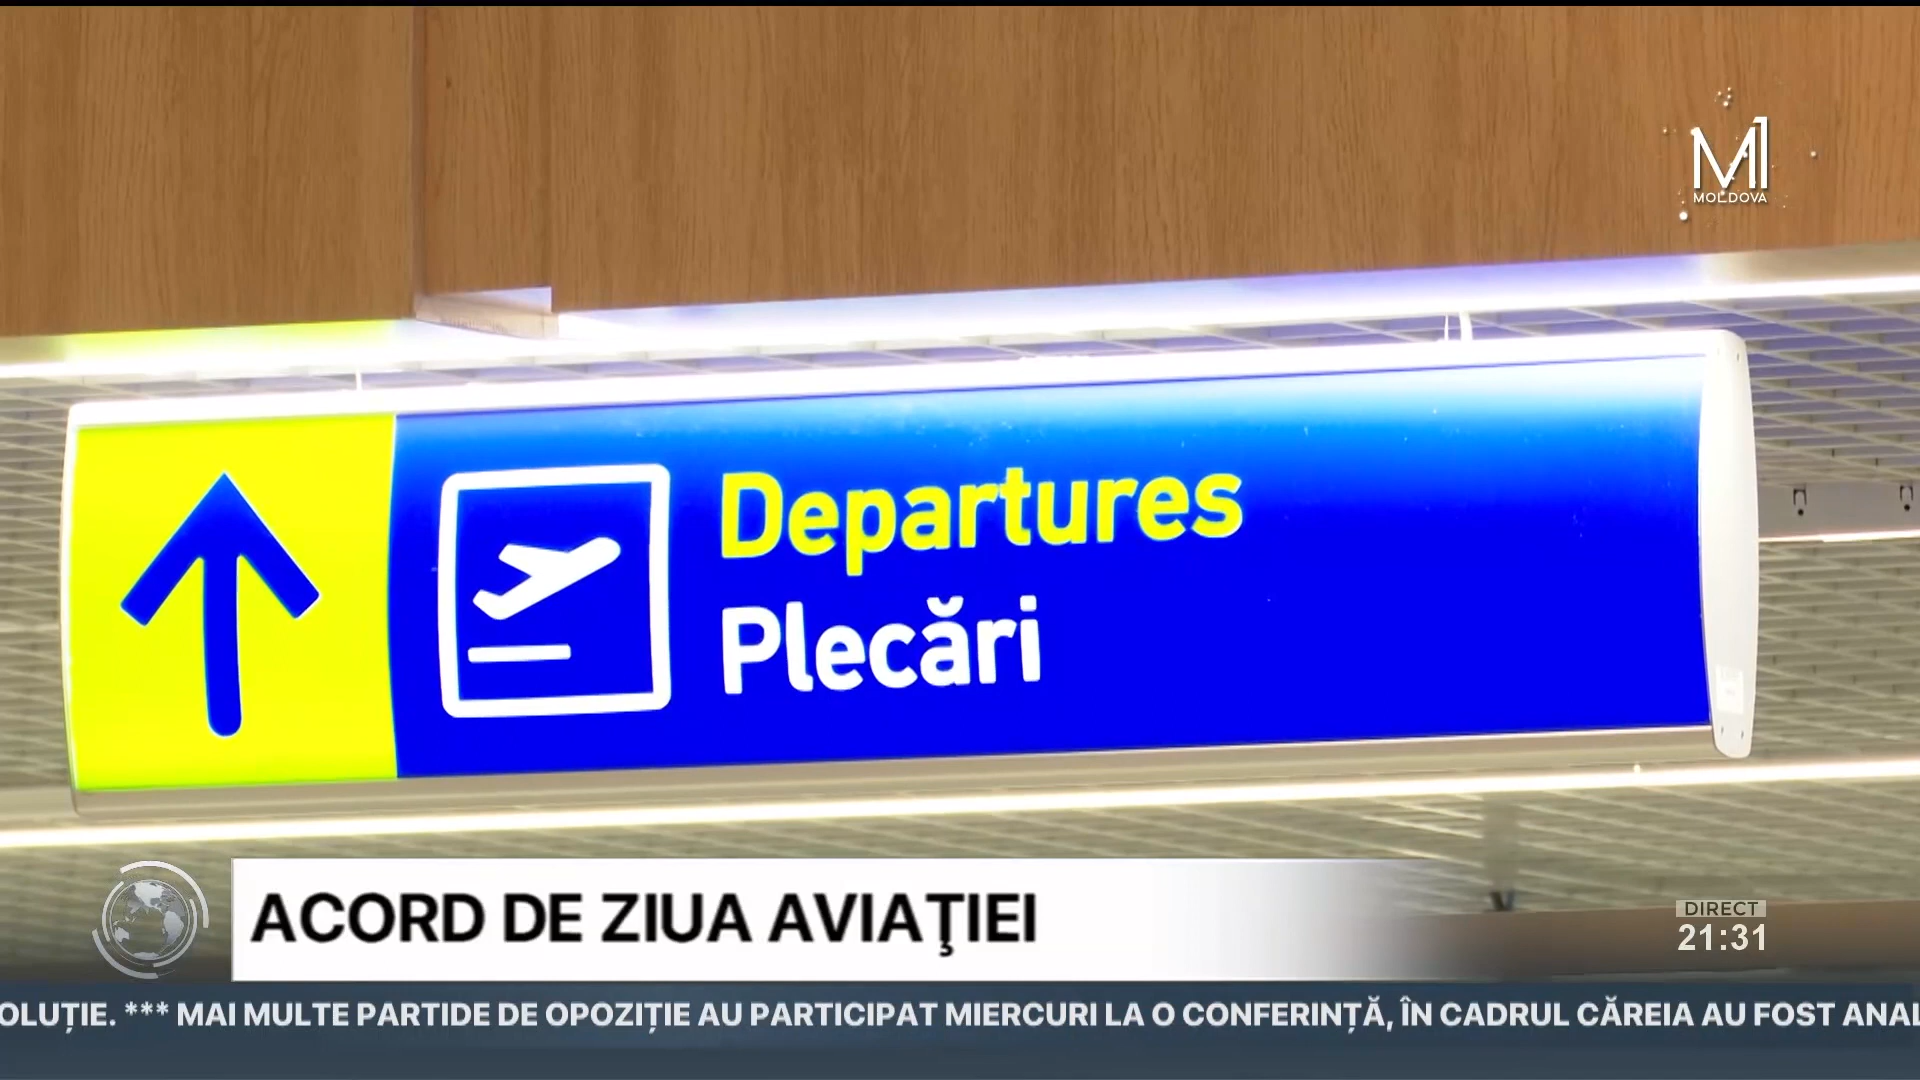 M1
MOLDOVA
Departures
Plecări
ACORD DE ZIUA AVIAŢIEI
DIRECT
21:31
OLUȚIE. *** MAI MULTE PARTIDE DE OPOZIȚIE AU PARTICIPAT MIERCURI LA O CONFERINȚĂ, ÎN CADRUL CĂREIA AU FOST ANAL